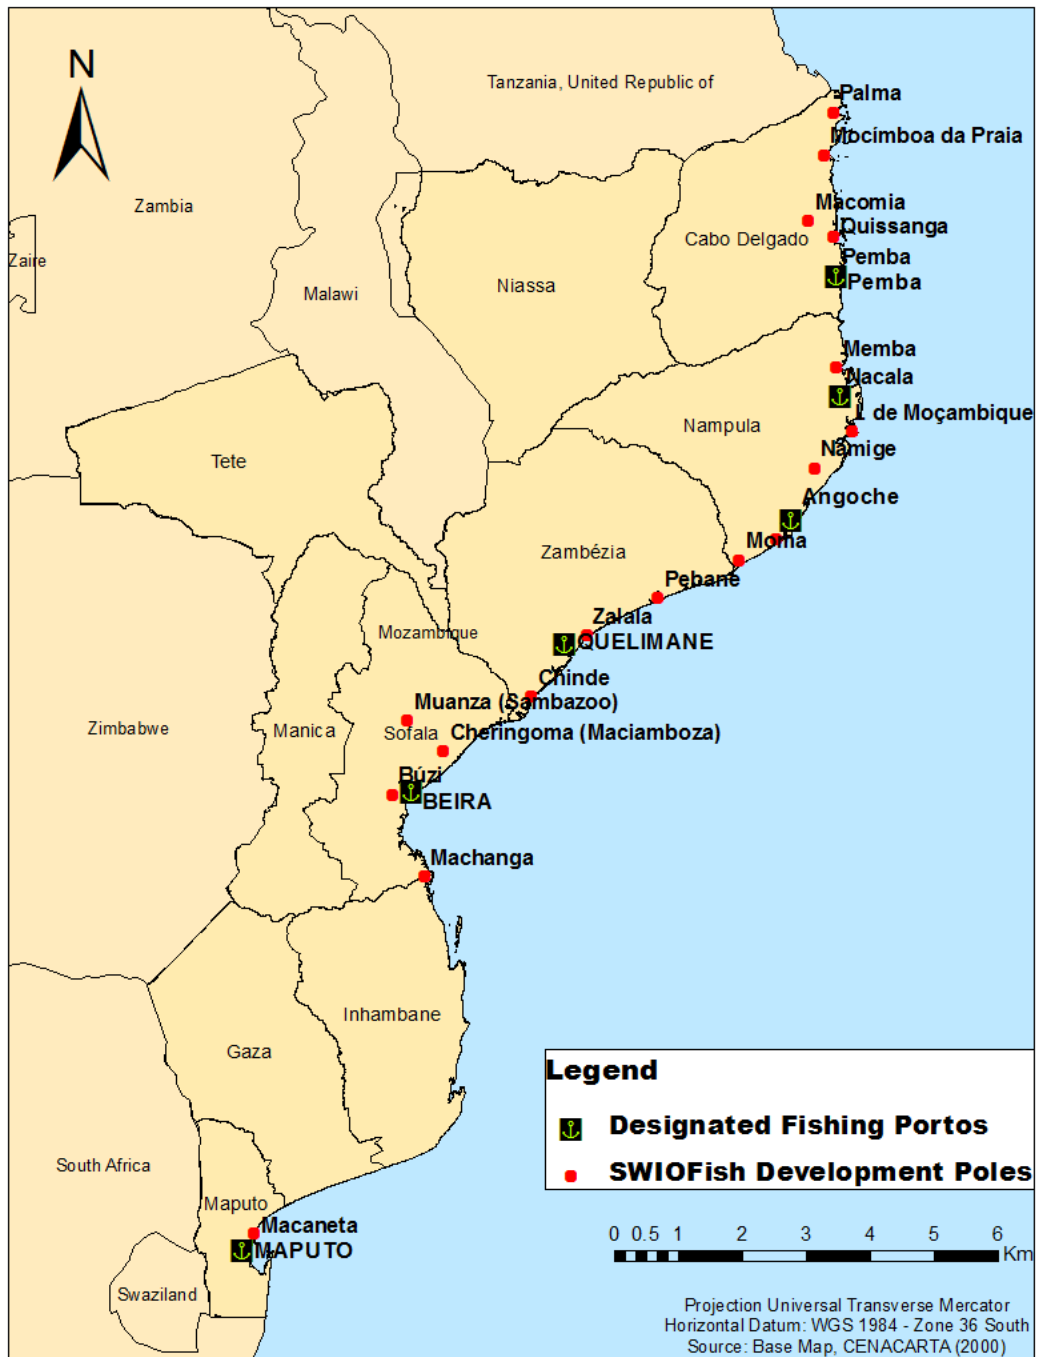 N
Tanzania, United Republic of
Palma
Mocímboa da Praia
Zambia
Macomia
Quissanga
Cabo Delgado
Zaire
Pemba
Pemba
Niassa
Malawi
Memba
Nacala
I. de Moçambique
Nampula
Namige
Tete
Angoche
Moma
Zambézia
Pebane
Zalala
Mozambique
QUELIMANE
Chinde
Muanza (Sambazoo)
Zimbabwe
Manica
Sofala
Cheringoma (Maciamboza)
Búzi
BEIRA
Machanga
Inhambane
Gaza
Legend
Designated Fishing Portos
South Africa
SWIOFish Development Poles
Maputo
Macaneta
MAPUTO
0 0.5 1 2 3 4 5 6
Km
Swaziland
Projection Universal Transverse Mercator
Horizontal Datum: WGS 1984 - Zone 36 South
Source: Base Map, CENACARTA (2000)